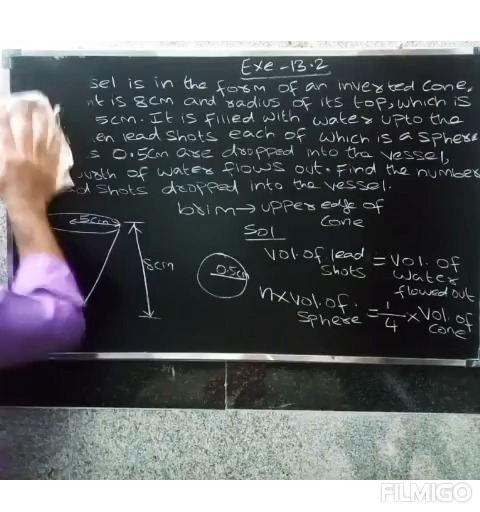 Exe-13.2
sel is in the form of an inverted cone.
t is 8cm and radius of its top, which is
5cm. It is filled with water upto the
en lead shots each of which is a sphere
s 0.5cm are dropped into the vessel,
urth of water flows out. Find the number
d shots dropped into the vessel.
brim→upper edge of
cone
Sol
5cm
8cm
0.5cm
Vol. of lead shots = Vol. of water flowed out
n×vol. of sphere = 1/4 × Vol. of cone
FILMIGO